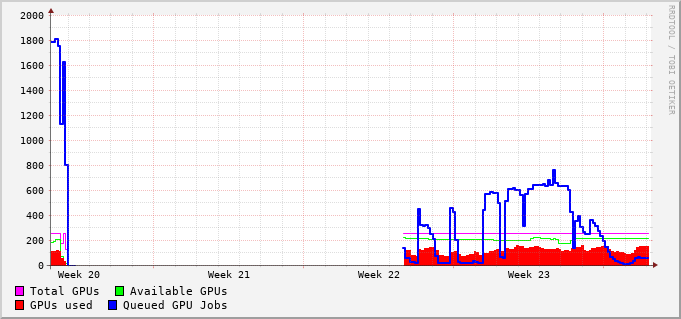 2000
1800
1600
1400
1200
1000
800
600
400
200
0
Week 20 Week 21 Week 22 Week 23
Total GPUs Available GPUs
GPUs used Queued GPU Jobs
RRDTOOL / TOBI OETIKER